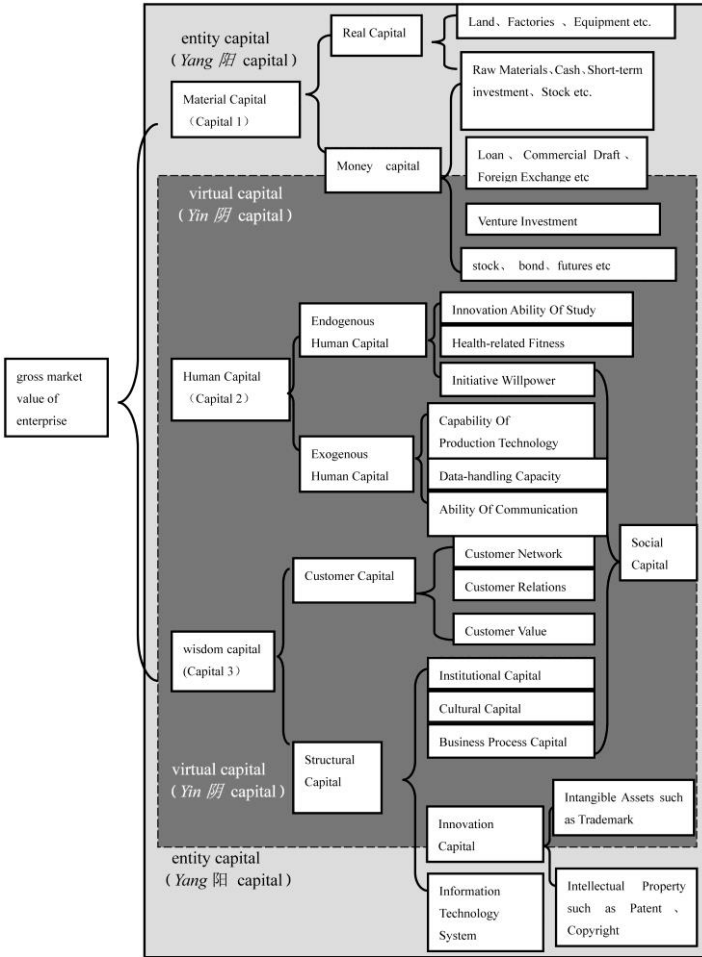 entity capital
（Yang 阳 capital）
Real Capital
Land、Factories 、Equipment etc.
Raw Materials、Cash、Short-term
investment、Stock etc.
Material Capital
（Capital 1）
Money capital
Loan 、 Commercial Draft 、
Foreign Exchange etc
virtual capital
（Yin 阴 capital）
Venture Investment
stock、 bond、futures etc
gross market
value of
enterprise
Human Capital
（Capital 2）
Endogenous
Human Capital
Innovation Ability Of Study
Health-related Fitness
Initiative Willpower
Exogenous
Human Capital
Capability Of
Production Technology
Data-handling Capacity
Ability Of Communication
Social
Capital
wisdom capital
(Capital 3）
Customer Capital
Customer Network
Customer Relations
Customer Value
Structural
Capital
Institutional Capital
Cultural Capital
Business Process Capital
virtual capital
（Yin 阴 capital）
Innovation
Capital
Intangible Assets such
as Trademark
entity capital
（Yang 阳 capital）
Information
Technology
System
Intellectual Property
such as Patent 、
Copyright